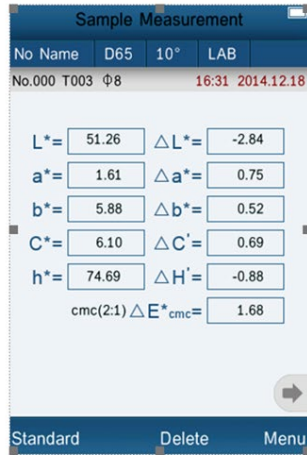 Sample Measurement
No Name D65 10° LAB
No.000 T003 Φ8 16:31 2014.12.18
L*= 51.26 △L*= -2.84
a*= 1.61 △a*= 0.75
b*= 5.88 △b*= 0.52
C*= 6.10 △C'= 0.69
h*= 74.69 △H'= -0.88
cmc(2:1)△E*cmc= 1.68
Standard Delete Menu